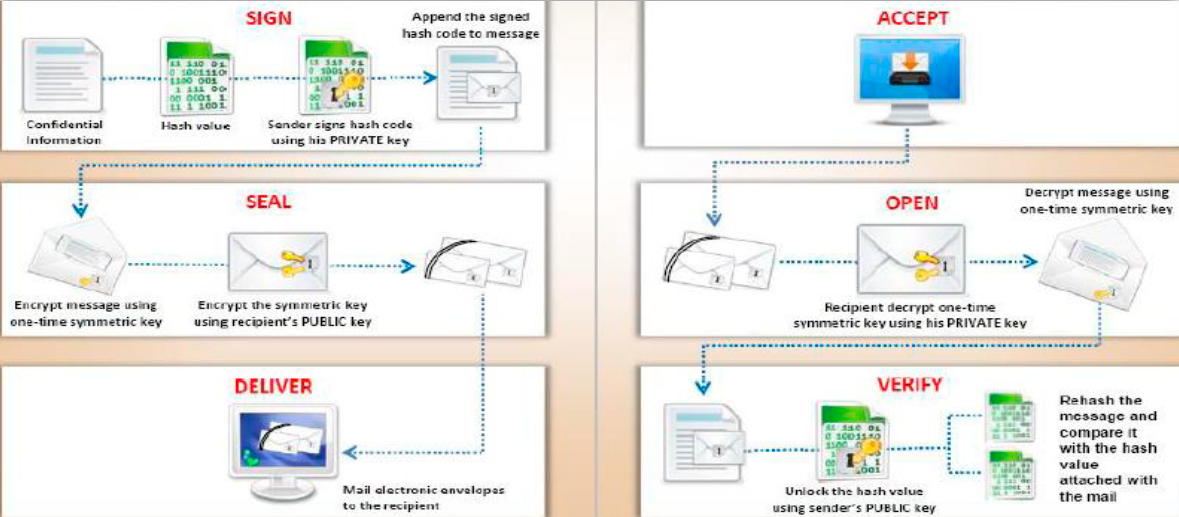 SIGN
Append the signed
hash code to message
Confidential
Information
Hash value
Sender signs hash code
using his PRIVATE key
SEAL
Encrypt message using
one-time symmetric key
Encrypt the symmetric key
using recipient's PUBLIC key
DELIVER
Mail electronic envelopes
to the recipient
ACCEPT
OPEN
Decrypt message using
one-time symmetric key
Recipient decrypt one-time
symmetric key using his PRIVATE key
VERIFY
Unlock the hash value
using sender's PUBLIC key
Rehash the
message and
compare it
with the hash
value
attached with
the mail